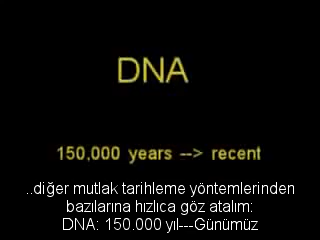 DNA
150,000 years --> recent
..diğer mutlak tarihleme yöntemlerinden
bazılarına hızlıca göz atalım:
DNA: 150.000 yıl---Günümüz